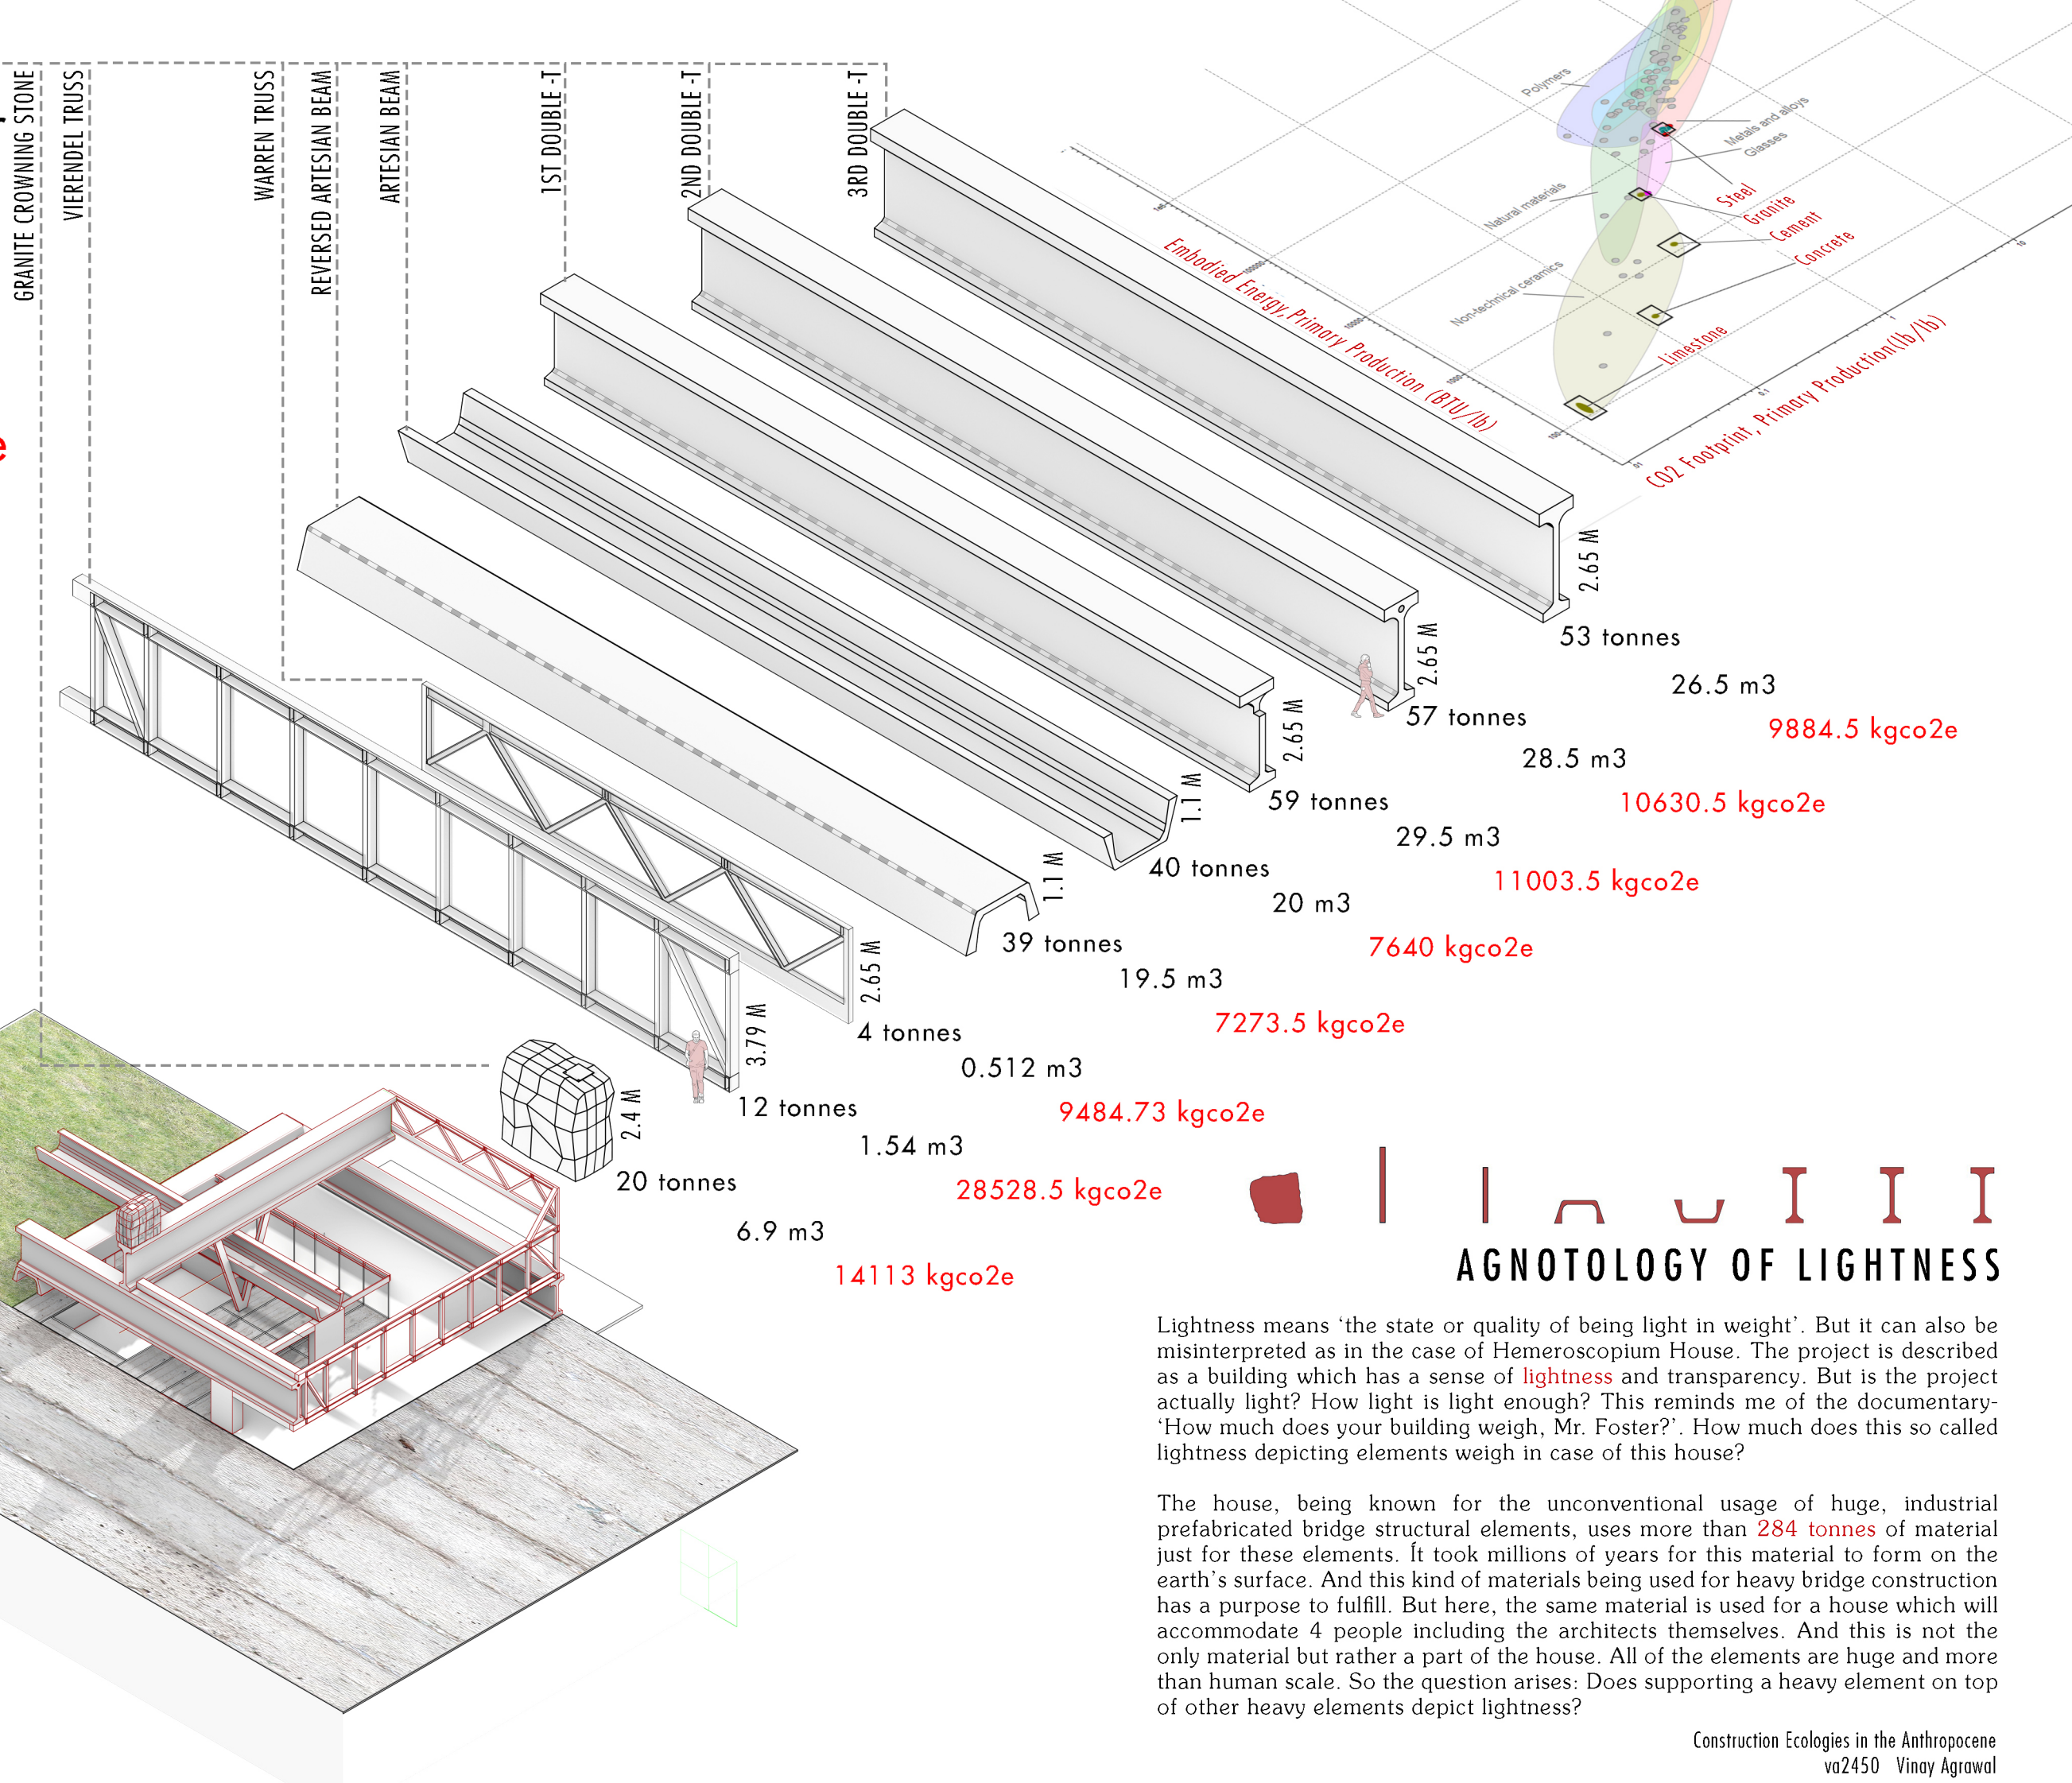 GRANITE CROWNING STONE
VIERENDEL TRUSS
WARREN TRUSS
REVERSED ARTESIAN BEAM
ARTESIAN BEAM
1ST DOUBLE -T
2ND DOUBLE -T
3RD DOUBLE -T
Polymers
Metals and alloys
Glasses
Natural materials
Steel
Granite
Cement
Concrete
Non-technical ceramics
Limestone
Embodied Energy, Primary Production (BTU/lb)
CO2 Footprint, Primary Production(lb/lb)
10000
1000
100
0.1
10
2.65 M
53 tonnes
26.5 m3
9884.5 kgco2e
2.65 M
57 tonnes
28.5 m3
10630.5 kgco2e
2.65 M
59 tonnes
29.5 m3
11003.5 kgco2e
1.1 M
40 tonnes
20 m3
7640 kgco2e
1.1 M
39 tonnes
19.5 m3
7273.5 kgco2e
2.65 M
4 tonnes
0.512 m3
9484.73 kgco2e
3.79 M
12 tonnes
1.54 m3
28528.5 kgco2e
2.4 M
20 tonnes
6.9 m3
14113 kgco2e
AGNOTOLOGY OF LIGHTNESS
Lightness means ‘the state or quality of being light in weight’. But it can also be
misinterpreted as in the case of Hemeroscopium House. The project is described
as a building which has a sense of lightness and transparency. But is the project
actually light? How light is light enough? This reminds me of the documentary-
‘How much does your building weigh, Mr. Foster?’. How much does this so called
lightness depicting elements weigh in case of this house?
The house, being known for the unconventional usage of huge, industrial
prefabricated bridge structural elements, uses more than 284 tonnes of material
just for these elements. Ít took millions of years for this material to form on the
earth’s surface. And this kind of materials being used for heavy bridge construction
has a purpose to fulfill. But here, the same material is used for a house which will
accommodate 4 people including the architects themselves. And this is not the
only material but rather a part of the house. All of the elements are huge and more
than human scale. So the question arises: Does supporting a heavy element on top
of other heavy elements depict lightness?
Construction Ecologies in the Anthropocene
va2450 Vinay Agrawal